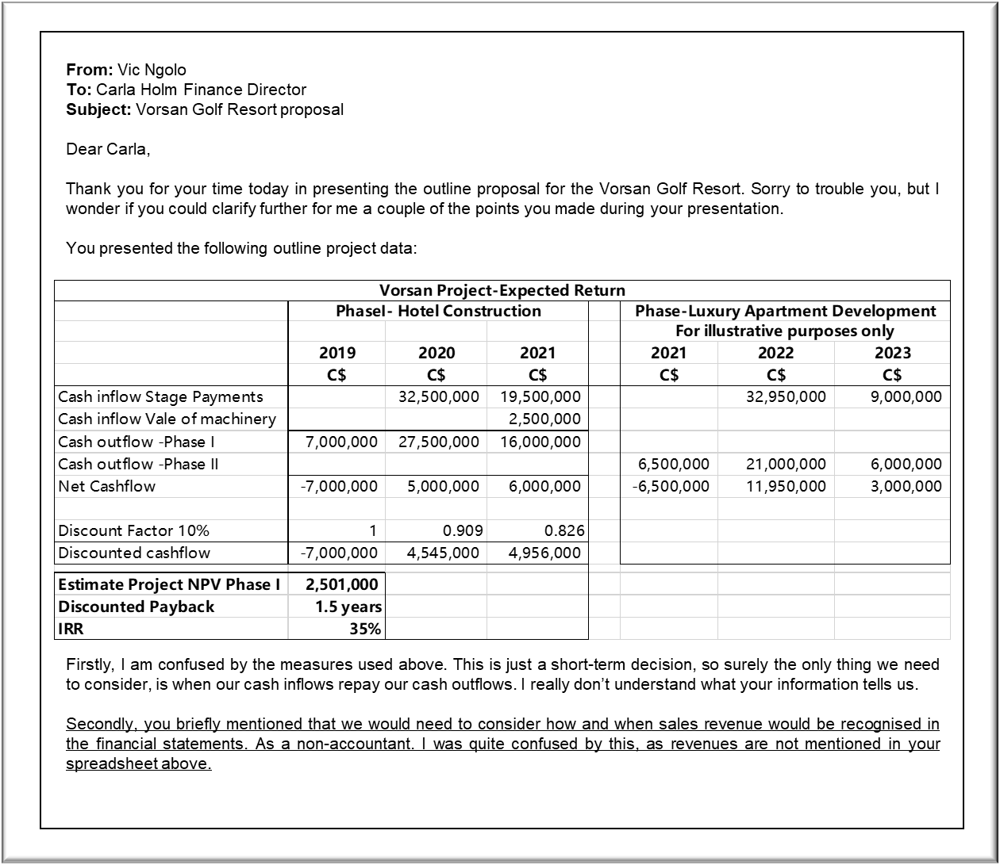 From: Vic Ngolo
To: Carla Holm Finance Director
Subject: Vorsan Golf Resort proposal
Dear Carla,
Thank you for your time today in presenting the outline proposal for the Vorsan Golf Resort. Sorry to trouble you, but I
wonder if you could clarify further for me a couple of the points you made during your presentation.
You presented the following outline project data:
Vorsan Project-Expected Return
PhaseI- Hotel Construction Phase-Luxury Apartment Development
For illustrative purposes only
2019 2020 2021 2021 2022 2023
C$ C$ C$ C$ C$ C$
Cash inflow Stage Payments 32,500,000 19,500,000 32,950,000 9,000,000
Cash inflow Vale of machinery 2,500,000
Cash outflow -Phase I 7,000,000 27,500,000 16,000,000
Cash outflow -Phase II 6,500,000 21,000,000 6,000,000
Net Cashflow -7,000,000 5,000,000 6,000,000 -6,500,000 11,950,000 3,000,000
Discount Factor 10% 1 0.909 0.826
Discounted cashflow -7,000,000 4,545,000 4,956,000
Estimate Project NPV Phase I 2,501,000
Discounted Payback 1.5 years
IRR 35%
Firstly, I am confused by the measures used above. This is just a short-term decision, so surely the only thing we need
to consider, is when our cash inflows repay our cash outflows. I really don't understand what your information tells us.
Secondly, you briefly mentioned that we would need to consider how and when sales revenue would be recognised in
the financial statements. As a non-accountant. I was quite confused by this, as revenues are not mentioned in your
spreadsheet above.